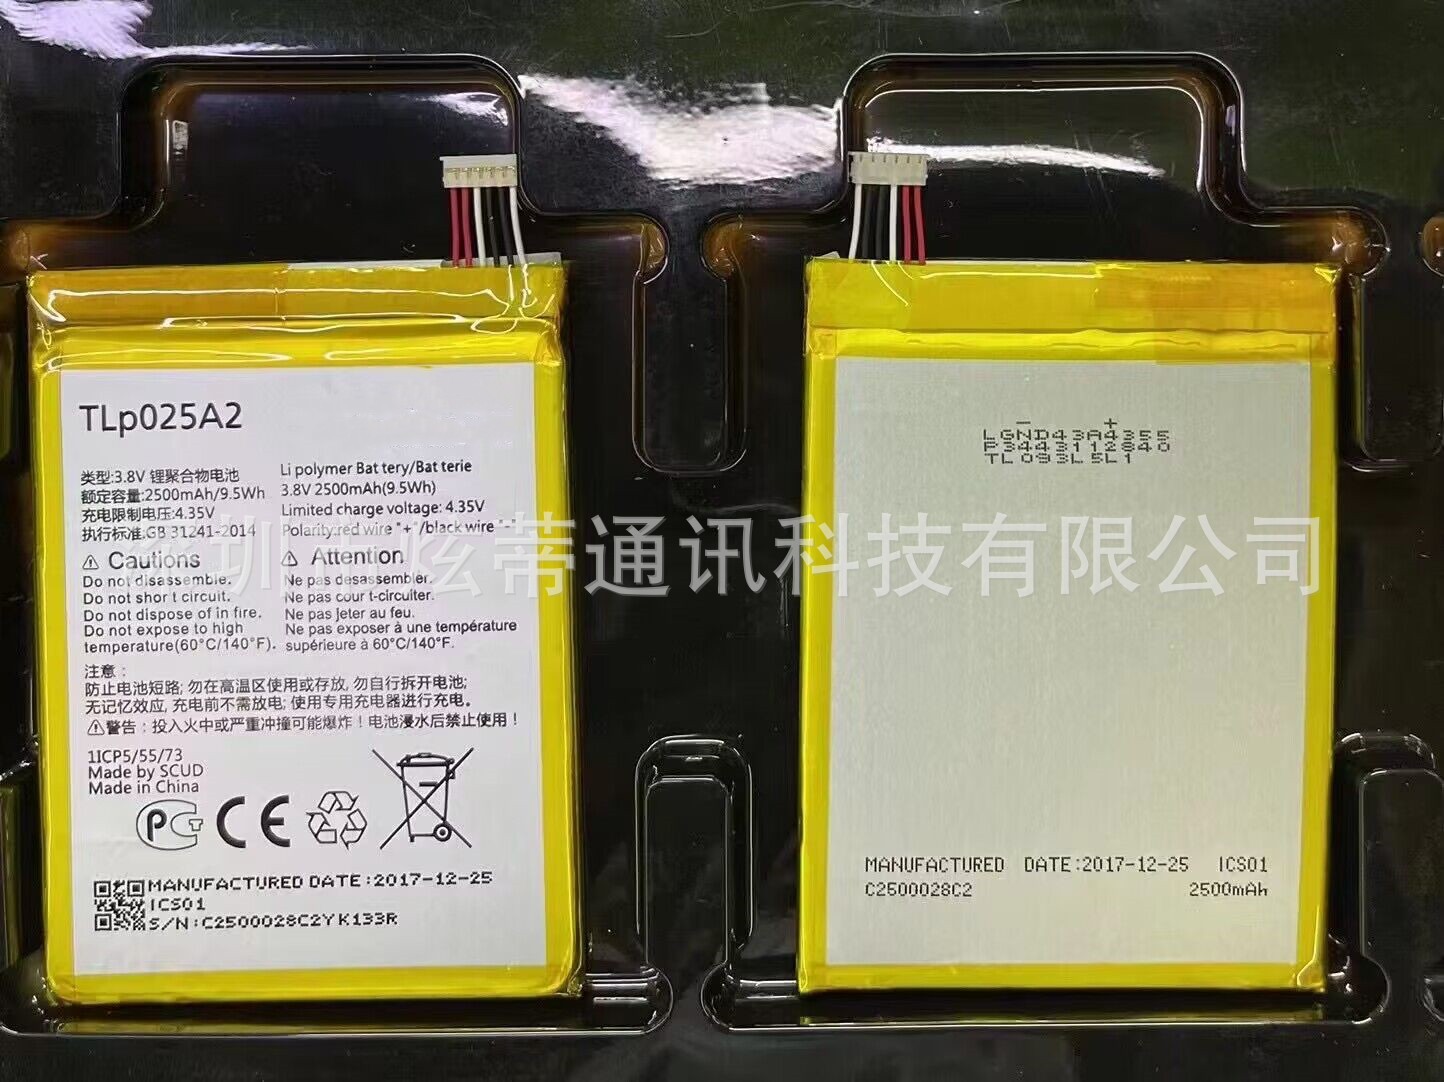 TLp025A2
类型:3.8V 锂聚合物电池
额定容量:2500mAh/9.5Wh
充电限制电压:4.35V
执行标准:GB 31241-2014
Li polymer Bat tery/Bat terie
3.8V 2500mAh(9.5Wh)
Limited charge voltage: 4.35V
Polarity:red wire "+"/black wire "-"
Cautions
Do not disassemble.
Do not shor t circuit.
Do not dispose of in fire.
Do not expose to high
temperature(60°C/140°F).
Attention
Ne pas desassembler.
Ne pas cour t-circuiter.
Ne pas jeter au feu.
Ne pas exposer à une température
supérieure à 60°C/140°F.
注意:
防止电池短路; 勿在高温区使用或存放, 勿自行拆开电池;
无记忆效应, 充电前不需放电; 使用专用充电器进行充电。
⚠警告: 投入火中或严重冲撞可能爆炸! 电池浸水后禁止使用!
1ICP5/55/73
Made by SCUD
Made in China
PCT CE
MANUFACTURED DATE:2017-12-25
ICS01
S/N:C2500028C2YK133R
- +
LGND43A4355
P3443112840
TL093L5L1
MANUFACTURED DATE:2017-12-25 ICS01
C2500028C2 2500mAh
圳 炫蒂通讯科技有限公司